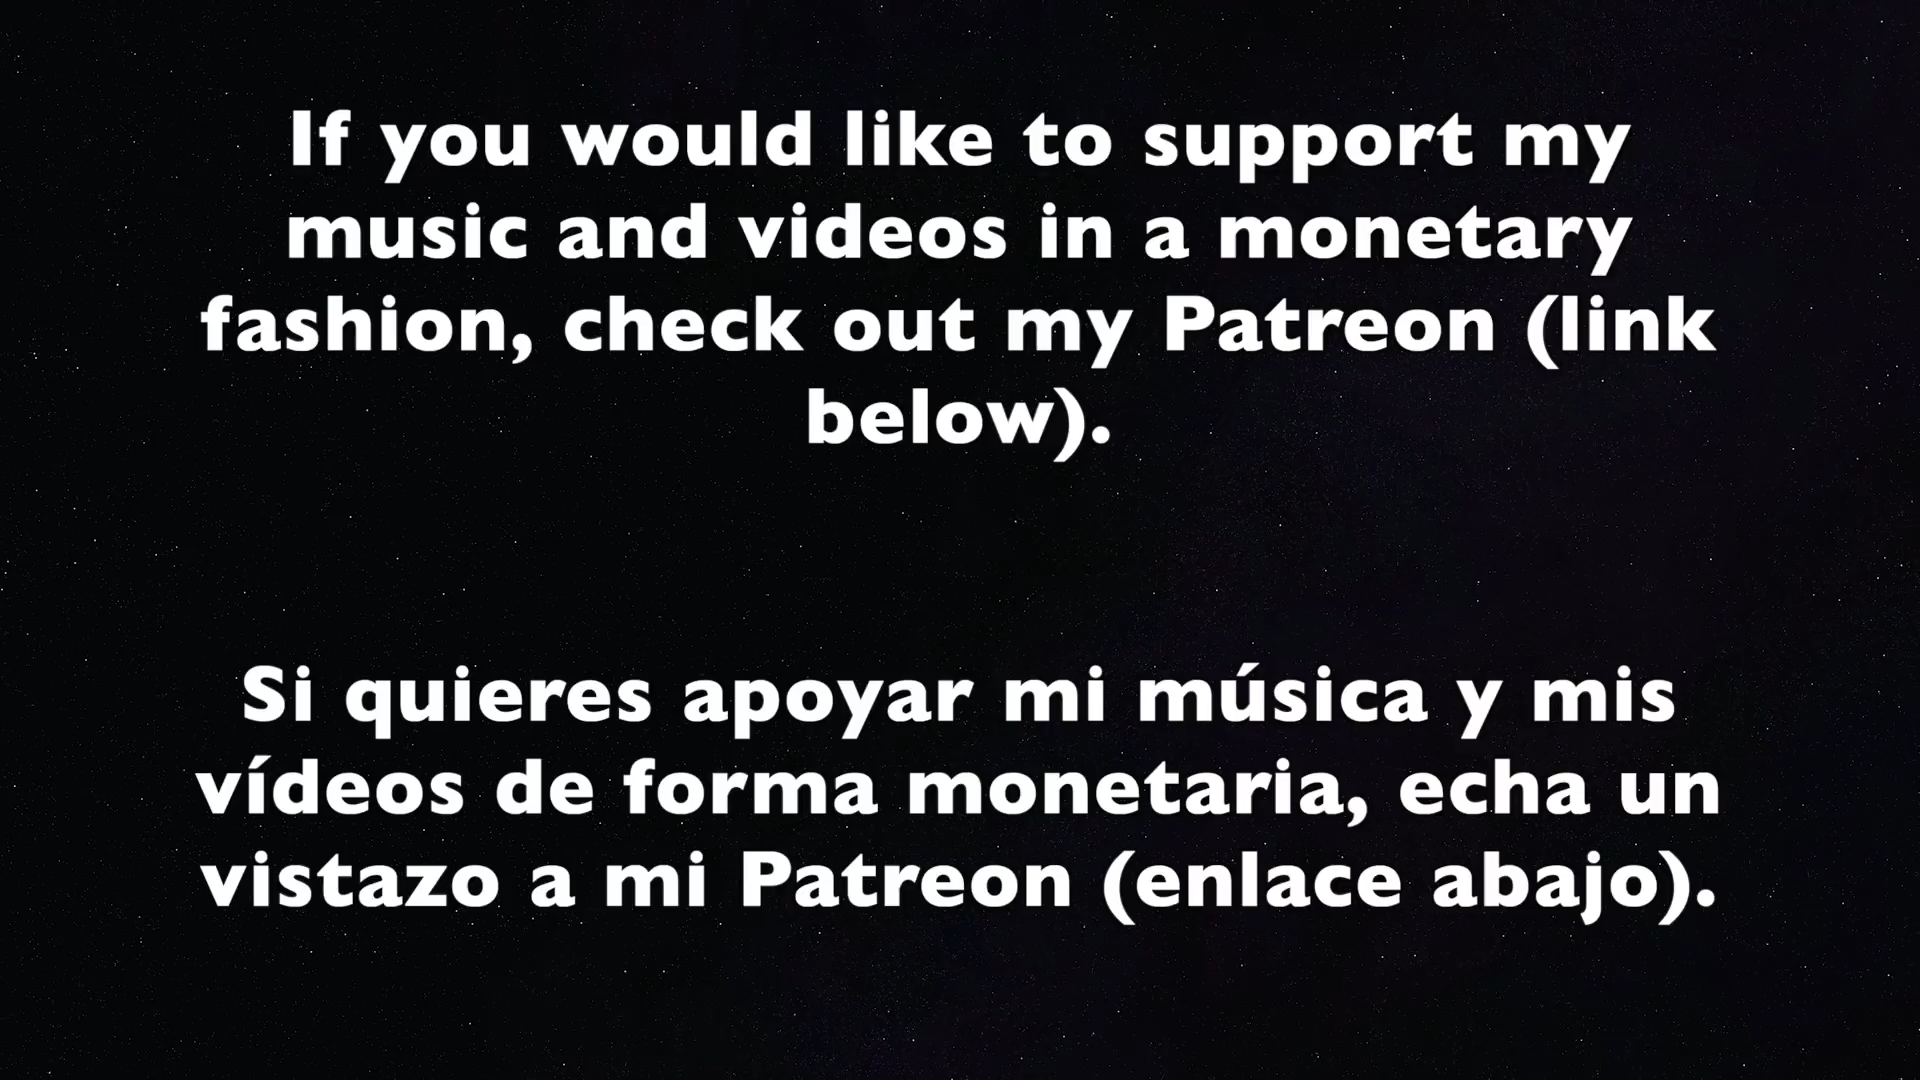 If you would like to support my
music and videos in a monetary
fashion, check out my Patreon (link
below).
Si quieres apoyar mi música y mis
vídeos de forma monetaria, echa un
vistazo a mi Patreon (enlace abajo).